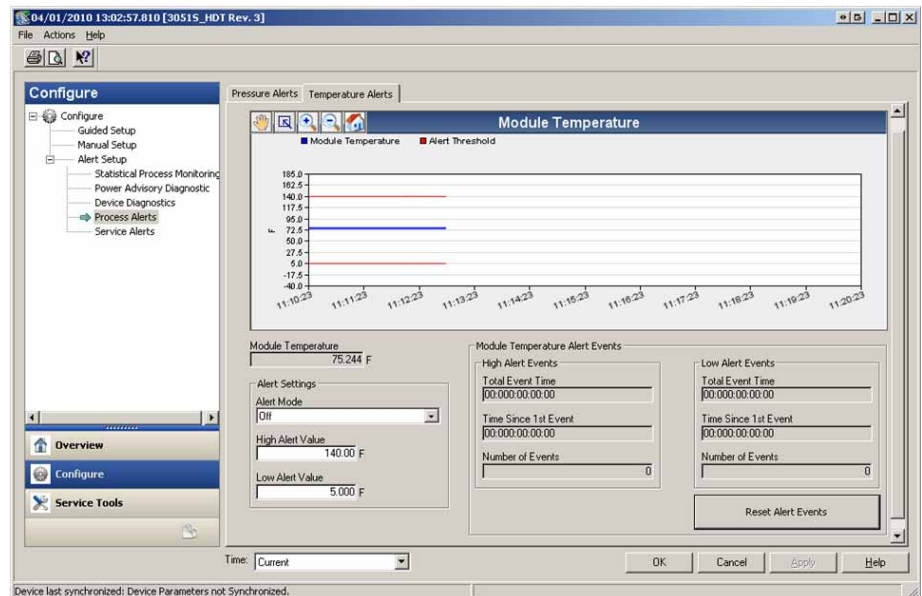 04/01/2010 13:02:57.810 [3051S_HDT Rev. 3]
File Actions Help
Configure
Configure
Guided Setup
Manual Setup
Alert Setup
Statistical Process Monitoring
Power Advisory Diagnostic
Device Diagnostics
Process Alerts
Service Alerts
Overview
Configure
Service Tools
Pressure Alerts Temperature Alerts
Module Temperature
Module Temperature Alert Threshold
185.0
162.5
140.0
117.5
95.0
72.5
50.0
27.5
5.0
-17.5
-40.0
F
11:10:23 11:11:23 11:12:23 11:13:23 11:14:23 11:15:23 11:16:23 11:17:23 11:18:23 11:19:23 11:20:23
Module Temperature
75.244 F
Alert Settings
Alert Mode
Off
High Alert Value
140.00 F
Low Alert Value
5.000 F
Module Temperature Alert Events
High Alert Events
Total Event Time
00:000:00:00:00
Time Since 1st Event
00:000:00:00:00
Number of Events
0
Low Alert Events
Total Event Time
00:000:00:00:00
Time Since 1st Event
00:000:00:00:00
Number of Events
0
Reset Alert Events
Time: Current
OK Cancel Apply Help
Device last synchronized: Device Parameters not Synchronized.